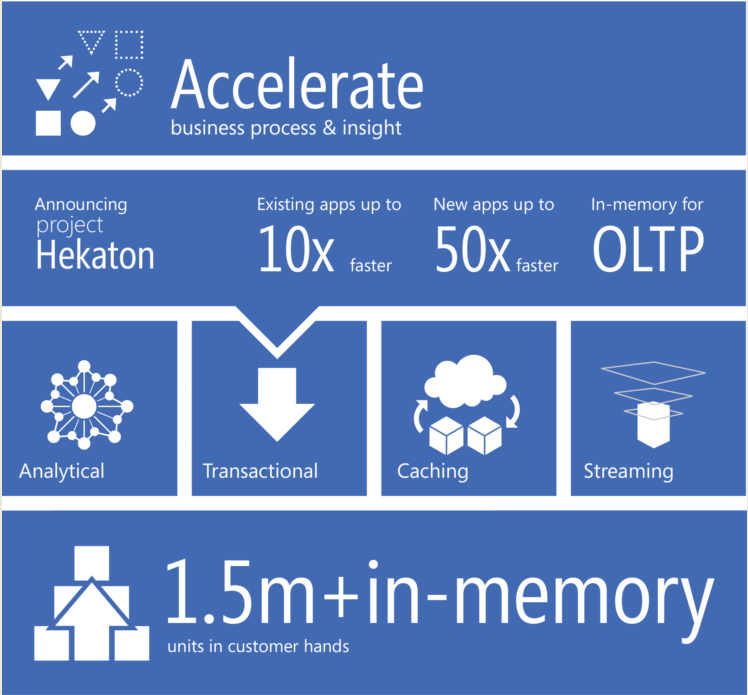 Accelerate
business process & insight
Announcing
project
Hekaton
Existing apps up to
10x faster
New apps up to
50x faster
In-memory for
OLTP
Analytical
Transactional
Caching
Streaming
1.5m+in-memory
units in customer hands